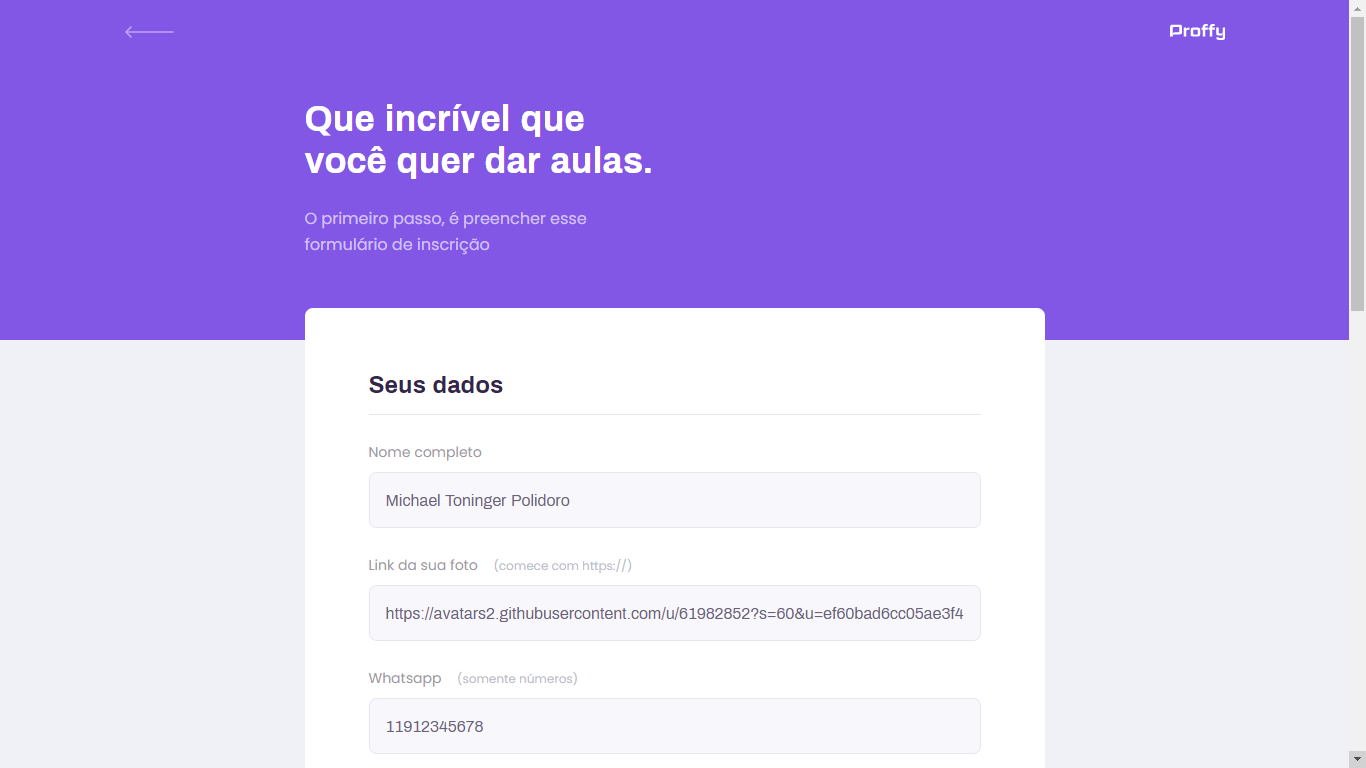 Proffy
Que incrível que
você quer dar aulas.
O primeiro passo, é preencher esse
formulário de inscrição
Seus dados
Nome completo
Michael Toninger Polidoro
Link da sua foto (comece com https://)
https://avatars2.githubusercontent.com/u/61982852?s=60&u=ef60bad6cc05ae3f4
Whatsapp (somente números)
11912345678